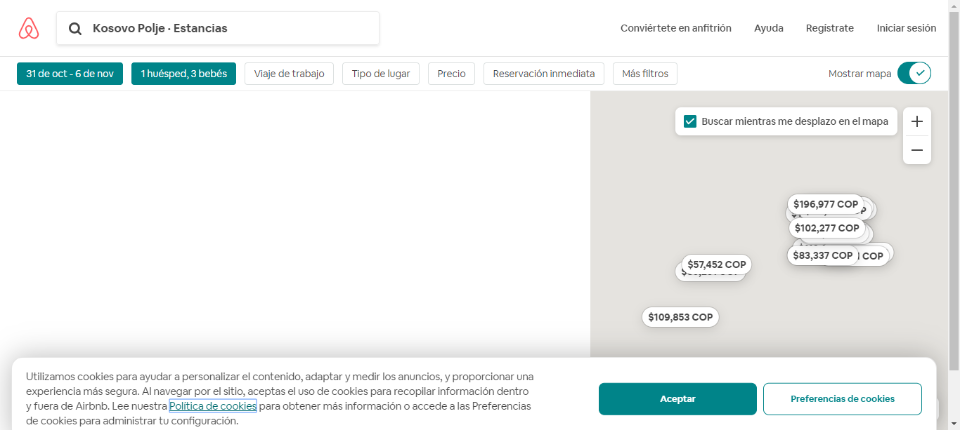 Kosovo Polje · Estancias
Conviértete en anfitrión
Ayuda
Regístrate
Iniciar sesión
31 de oct - 6 de nov
1 huésped, 3 bebés
Viaje de trabajo
Tipo de lugar
Precio
Reservación inmediata
Más filtros
Mostrar mapa
Buscar mientras me desplazo en el mapa
$196,977 COP
COP
$102,277 COP
$83,337 COP
COP
$57,452 COP
$109,853 COP
Utilizamos cookies para ayudar a personalizar el contenido, adaptar y medir los anuncios, y proporcionar una
experiencia más segura. Al navegar por el sitio, aceptas el uso de cookies para recopilar información dentro
y fuera de Airbnb. Lee nuestra Política de cookies para obtener más información o accede a las Preferencias
de cookies para administrar tu configuración.
Aceptar
Preferencias de cookies